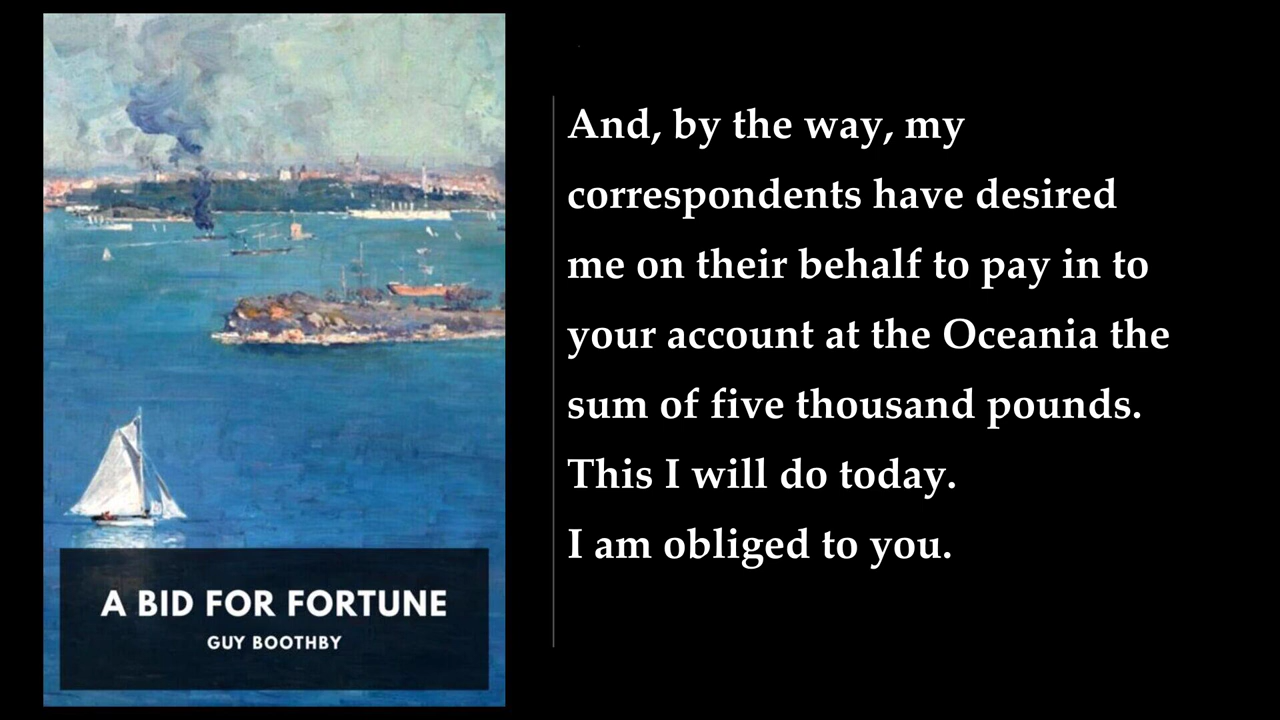 A BID FOR FORTUNE
GUY BOOTHBY
And, by the way, my
correspondents have desired
me on their behalf to pay in to
your account at the Oceania the
sum of five thousand pounds.
This I will do today.
I am obliged to you.